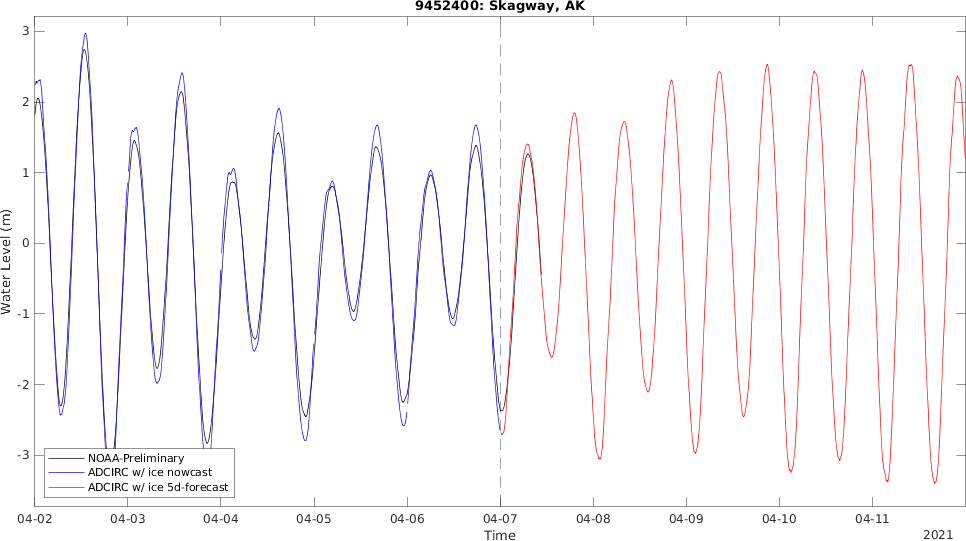 9452400: Skagway, AK
Water Level (m)
3
2
1
0
-1
-2
-3
NOAA-Preliminary
ADCIRC w/ ice nowcast
ADCIRC w/ ice 5d-forecast
04-02 04-03 04-04 04-05 04-06 04-07 04-08 04-09 04-10 04-11
Time
2021